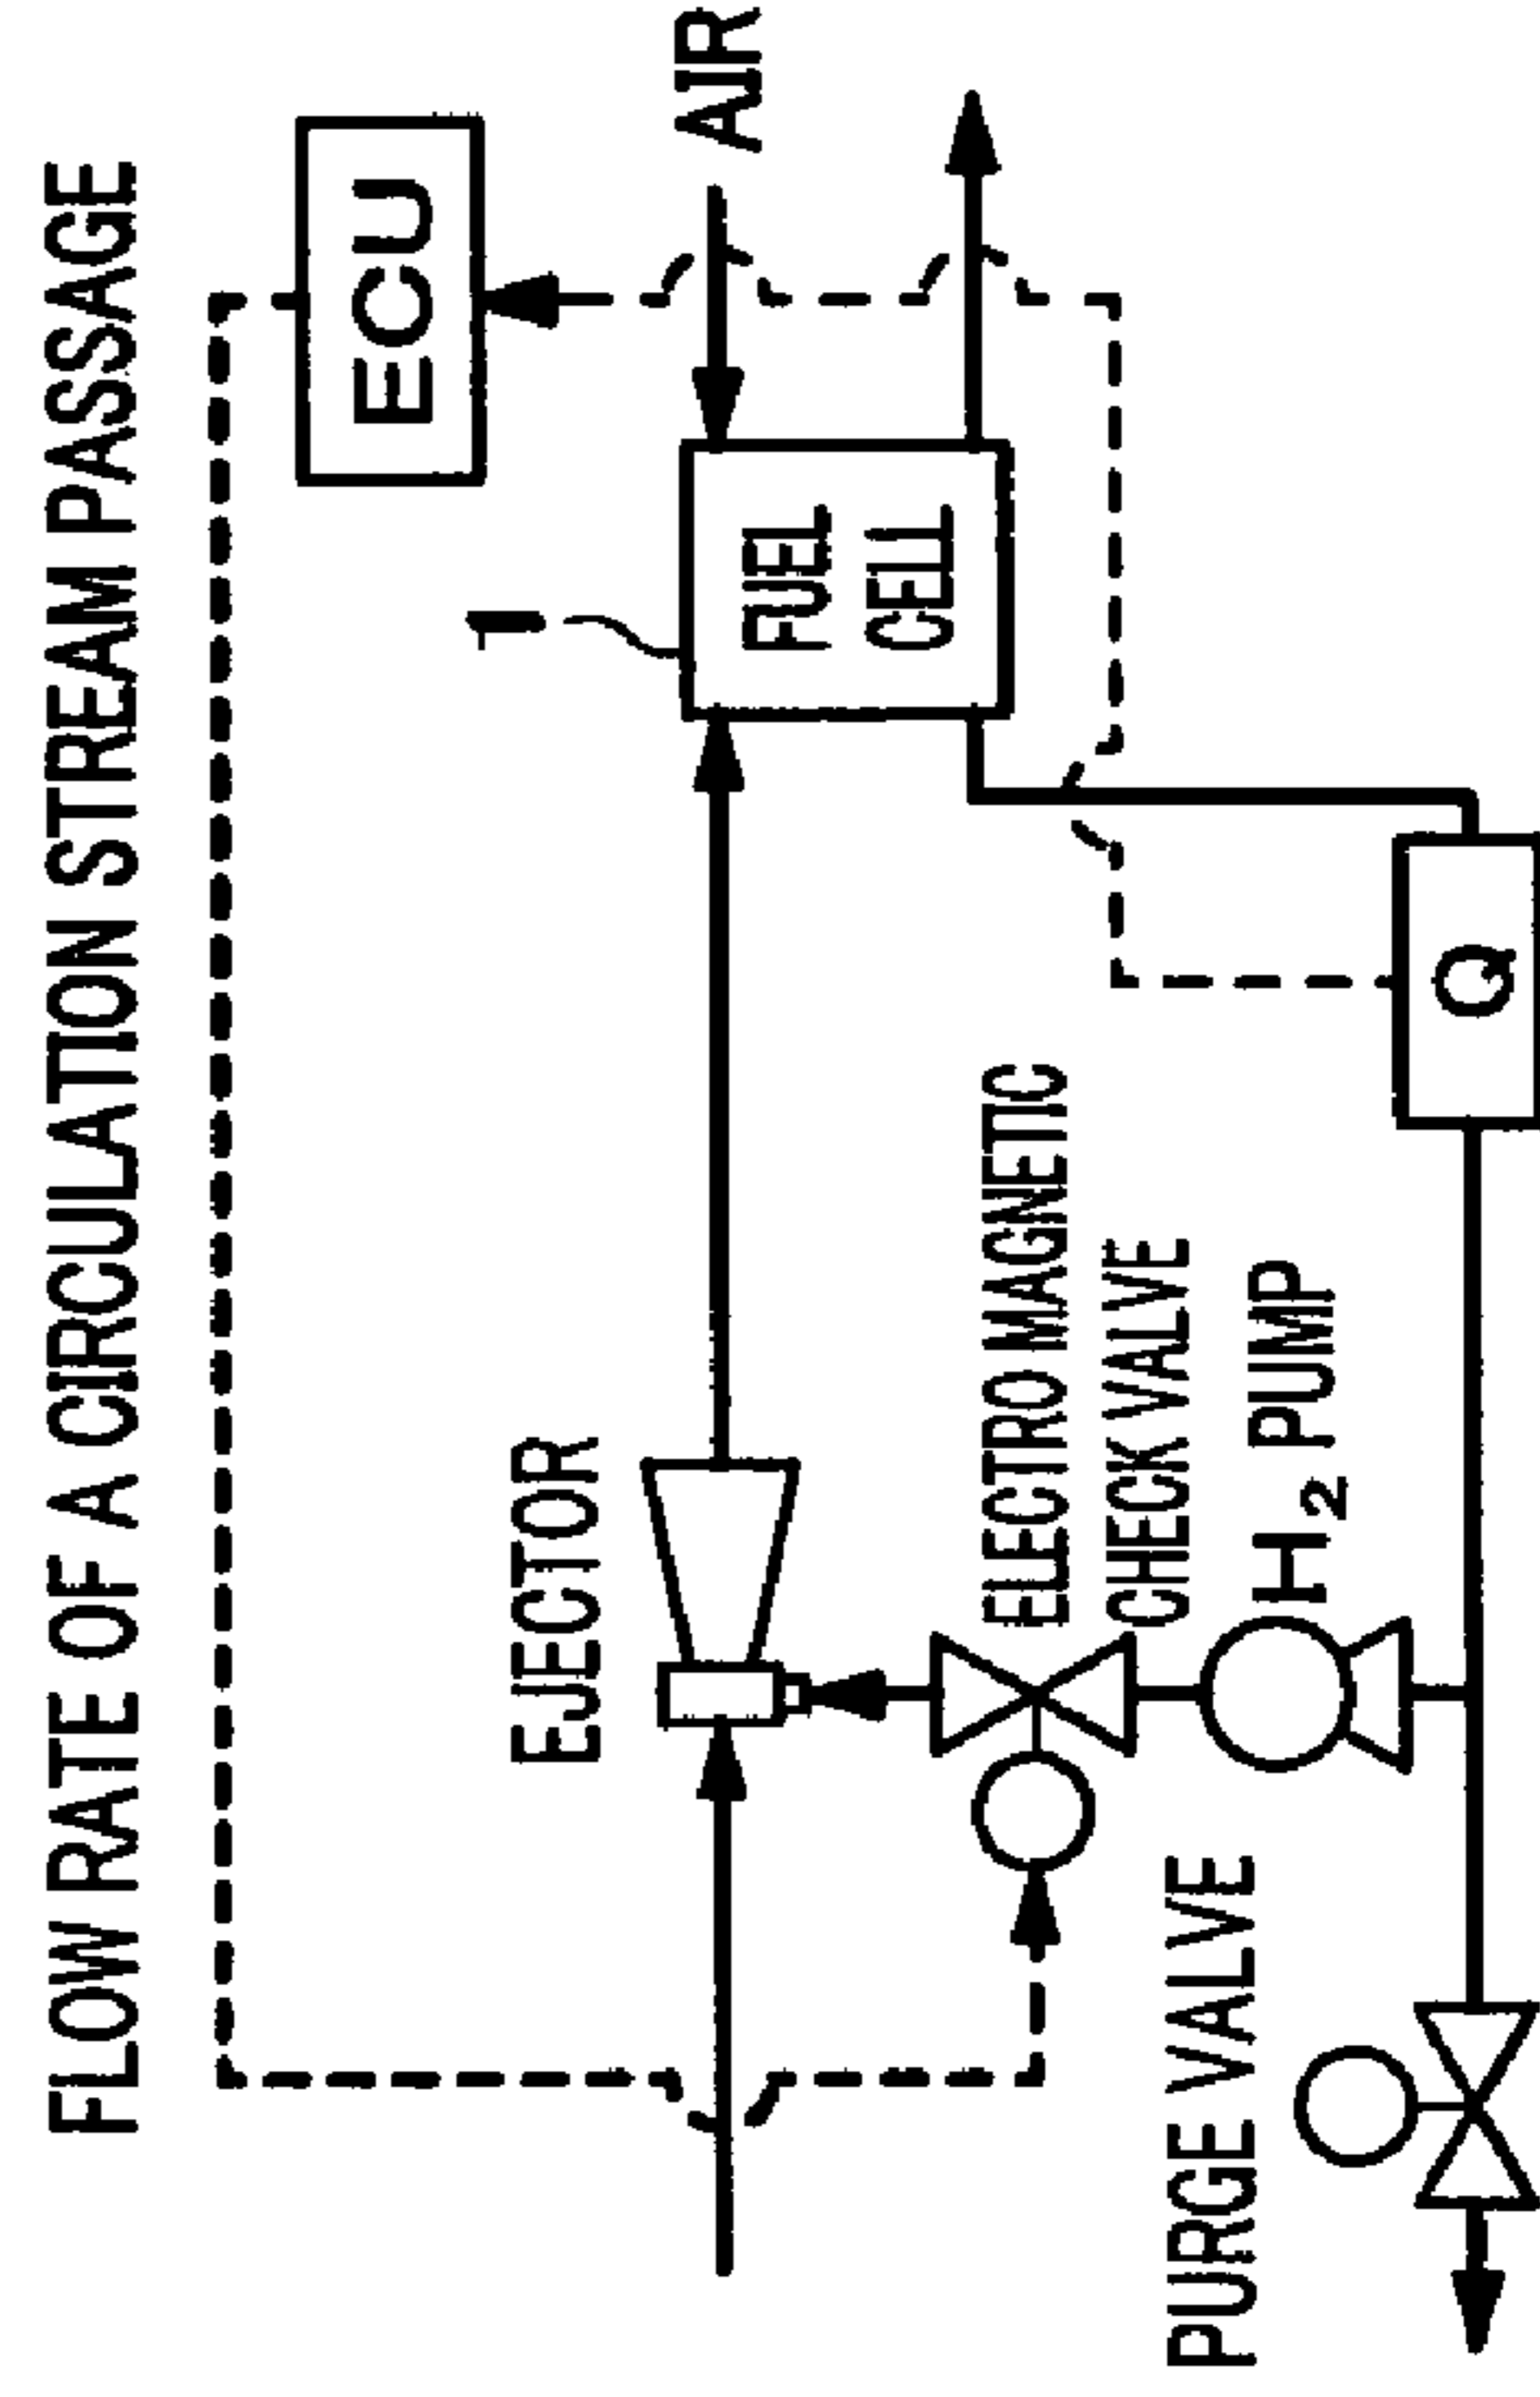 FLOW RATE OF A CIRCULATION STREAM PASSAGE
ECU
1
EJECTOR
AIR
FUEL
CELL
ELECTRO MAGNETIC
CHECK VALVE
H₂ PUMP
PURGE VALVE
Q